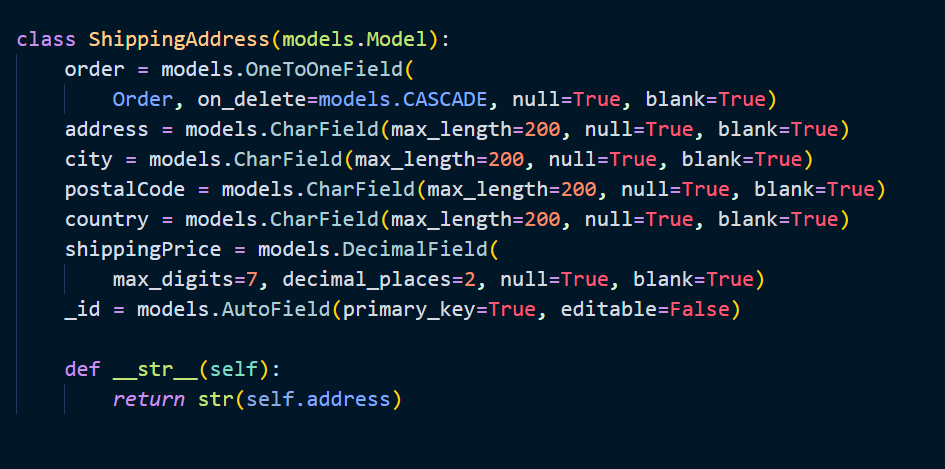 class ShippingAddress(models.Model):
    order = models.OneToOneField(
        Order, on_delete=models.CASCADE, null=True, blank=True)
    address = models.CharField(max_length=200, null=True, blank=True)
    city = models.CharField(max_length=200, null=True, blank=True)
    postalCode = models.CharField(max_length=200, null=True, blank=True)
    country = models.CharField(max_length=200, null=True, blank=True)
    shippingPrice = models.DecimalField(
        max_digits=7, decimal_places=2, null=True, blank=True)
    _id = models.AutoField(primary_key=True, editable=False)

    def __str__(self):
        return str(self.address)